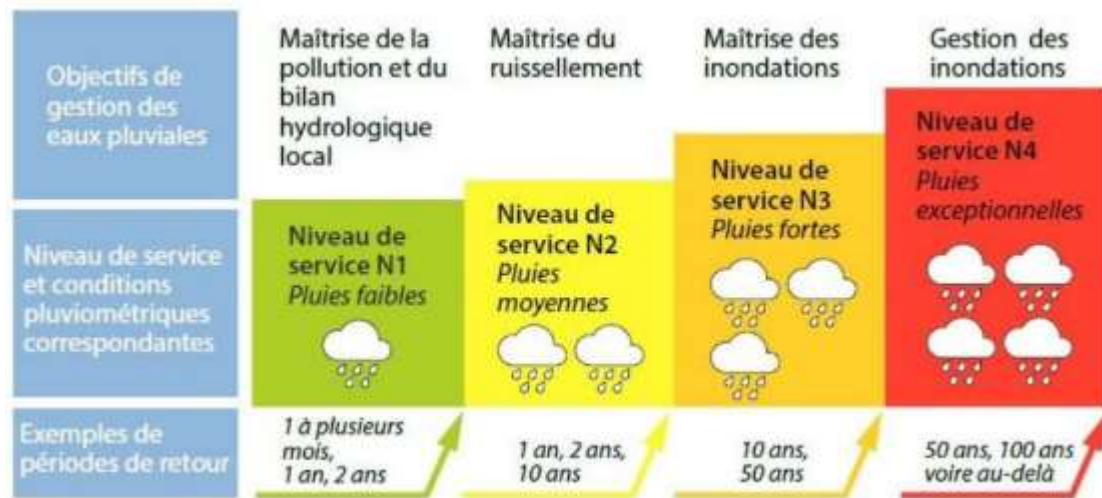 Objectifs de
gestion des
eaux pluviales
Maîtrise de la
pollution et du
bilan
hydrologique
local
Maîtrise du
ruissellement
Maîtrise des
inondations
Gestion des
inondations
Niveau de service
et conditions
pluviométriques
correspondantes
Niveau de
service N1
Pluies faibles
Niveau de
service N2
Pluies
moyennes
Niveau de
service N3
Pluies fortes
Niveau de
service N4
Pluies
exceptionnelles
Exemples de
périodes de retour
1 à plusieurs
mois,
1 an, 2 ans
1 an, 2 ans,
10 ans
10 ans,
50 ans
50 ans, 100 ans
voire au-delà